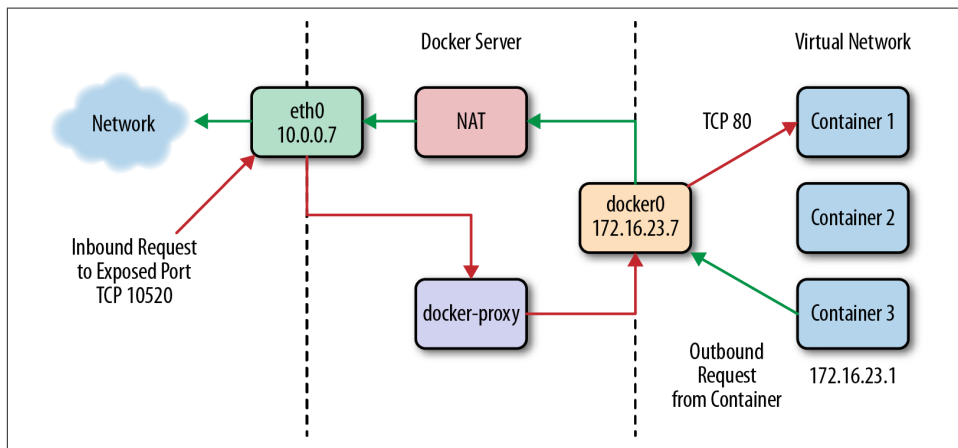 Docker Server
Virtual Network
Network
eth0
10.0.0.7
NAT
TCP 80
Container 1
docker0
172.16.23.7
Container 2
Inbound Request
to Exposed Port
TCP 10520
docker-proxy
Container 3
Outbound
Request
from Container
172.16.23.1